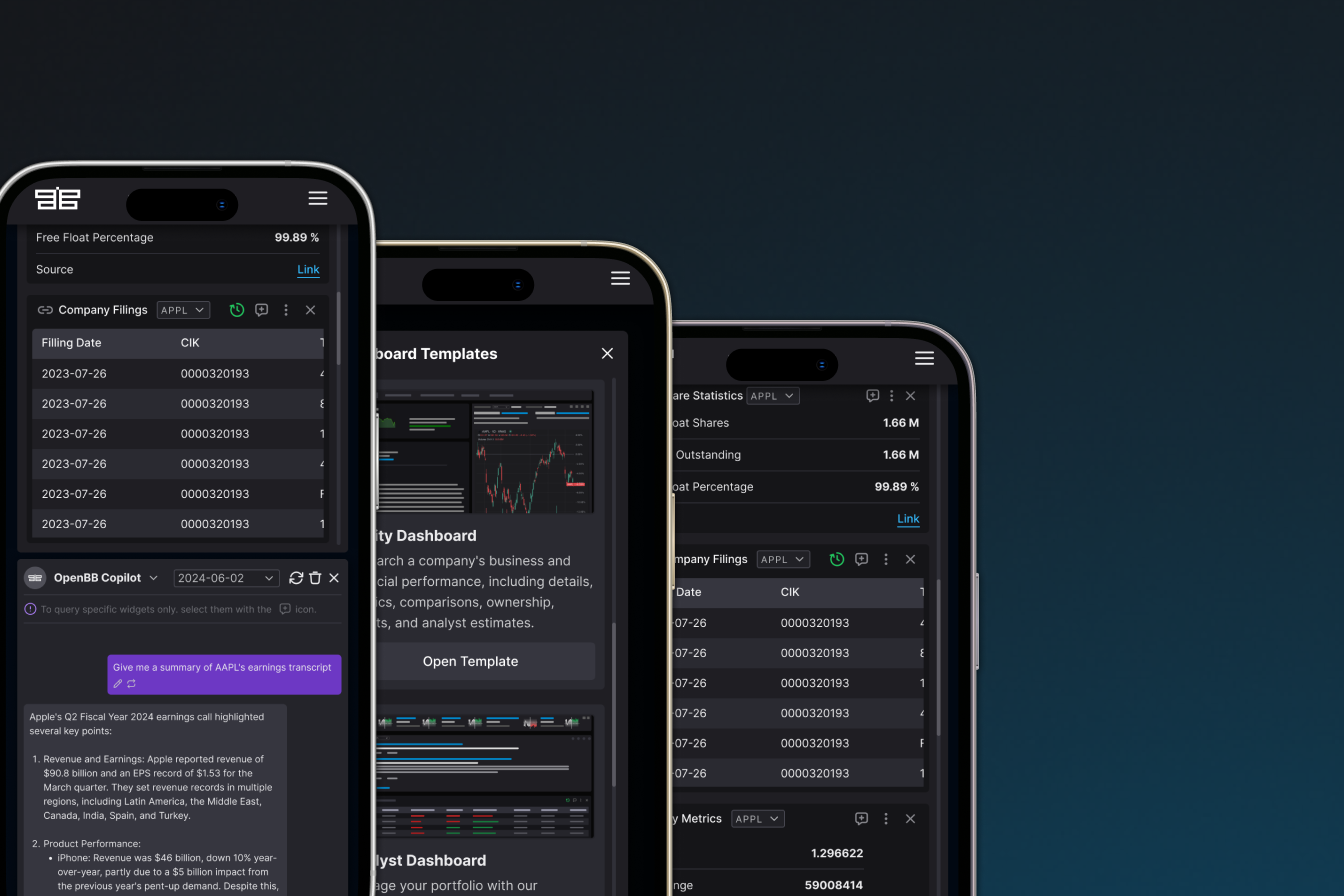 Free Float Percentage 99.89 %
Source Link
Company Filings APPL
Filling Date CIK
2023-07-26 0000320193 4
2023-07-26 0000320193 8
2023-07-26 0000320193 1
2023-07-26 0000320193 4
2023-07-26 0000320193 F
2023-07-26 0000320193 1
OpenBB Copilot 2024-06-02
To query specific widgets only. select them with the icon.
Give me a summary of AAPL's earnings transcript
Apple's Q2 Fiscal Year 2024 earnings call highlighted
several key points:
1. Revenue and Earnings: Apple reported revenue of
$90.8 billion and an EPS record of $1.53 for the
March quarter. They set revenue records in multiple
regions, including Latin America, the Middle East,
Canada, India, Spain, and Turkey.
2. Product Performance:
• iPhone: Revenue was $46 billion, down 10% year-
over-year, partly due to a $5 billion impact from
the previous year's pent-up demand. Despite this,
board Templates
ity Dashboard
arch a company's business and
cial performance, including details,
ics, comparisons, ownership,
ts, and analyst estimates.
Open Template
lyst Dashboard
age your portfolio with our
are Statistics APPL
oat Shares 1.66 M
Outstanding 1.66 M
oat Percentage 99.89 %
Link
mpany Filings APPL
Date CIK
-07-26 0000320193 4
-07-26 0000320193 8
-07-26 0000320193 1
-07-26 0000320193 4
-07-26 0000320193 F
-07-26 0000320193 1
y Metrics APPL
1.296622
nge 59008414